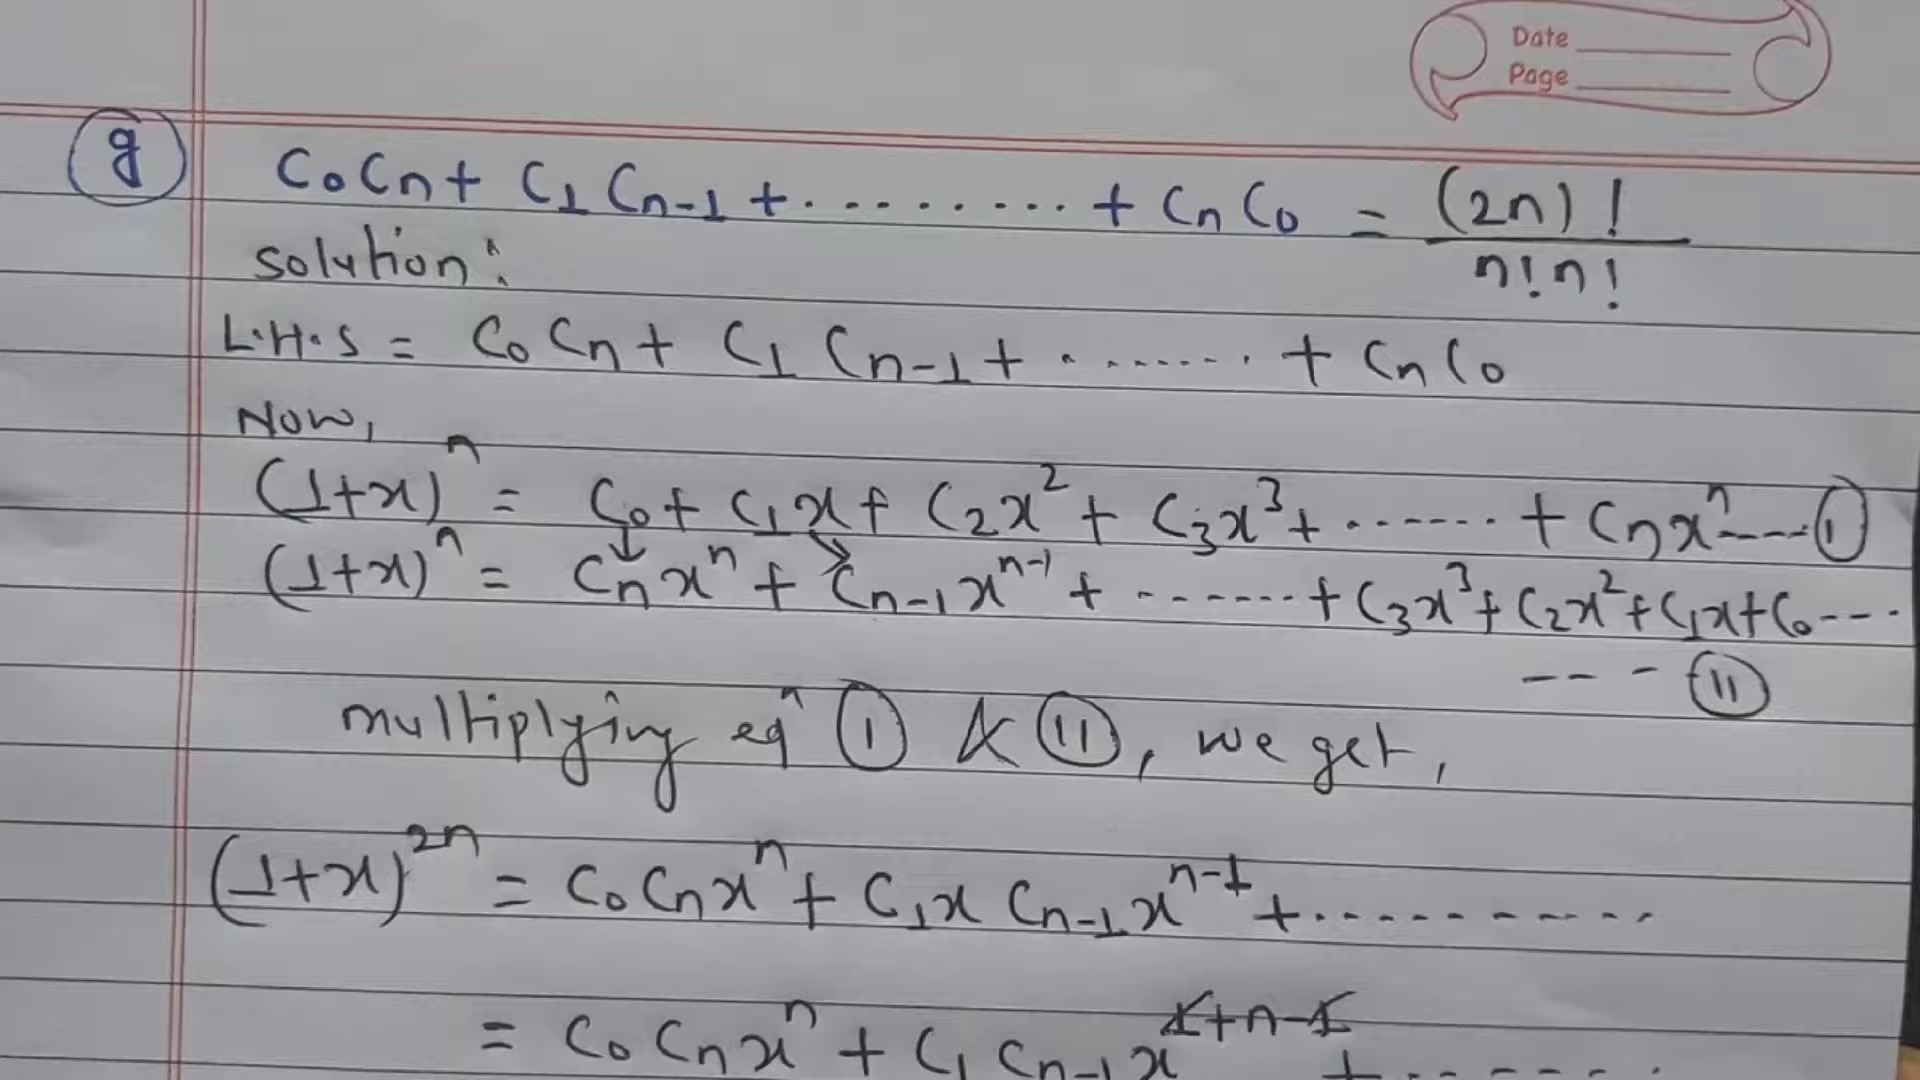 Date
Page
g C₀Cₙ + C₁Cₙ₋₁ + ......... + CₙC₀ = (2n)! / n!n!
solution:
L.H.S = C₀Cₙ + C₁Cₙ₋₁ + ....... + CₙC₀
Now,
(1+x)ⁿ = C₀ + C₁x + C₂x² + C₃x³ + ...... + Cₙxⁿ ---- (I)
(1+x)ⁿ = Cₙxⁿ + Cₙ₋₁xⁿ⁻¹ + ------- + C₃x³ + C₂x² + C₁x + C₀ ---
--- (II)
multiplying eqⁿ (I) & (II), we get,
(1+x)²ⁿ = C₀Cₙxⁿ + C₁x Cₙ₋₁xⁿ⁻¹ + ..........
= C₀Cₙxⁿ + C₁Cₙ₋₁x¹⁺ⁿ⁻¹ + .......